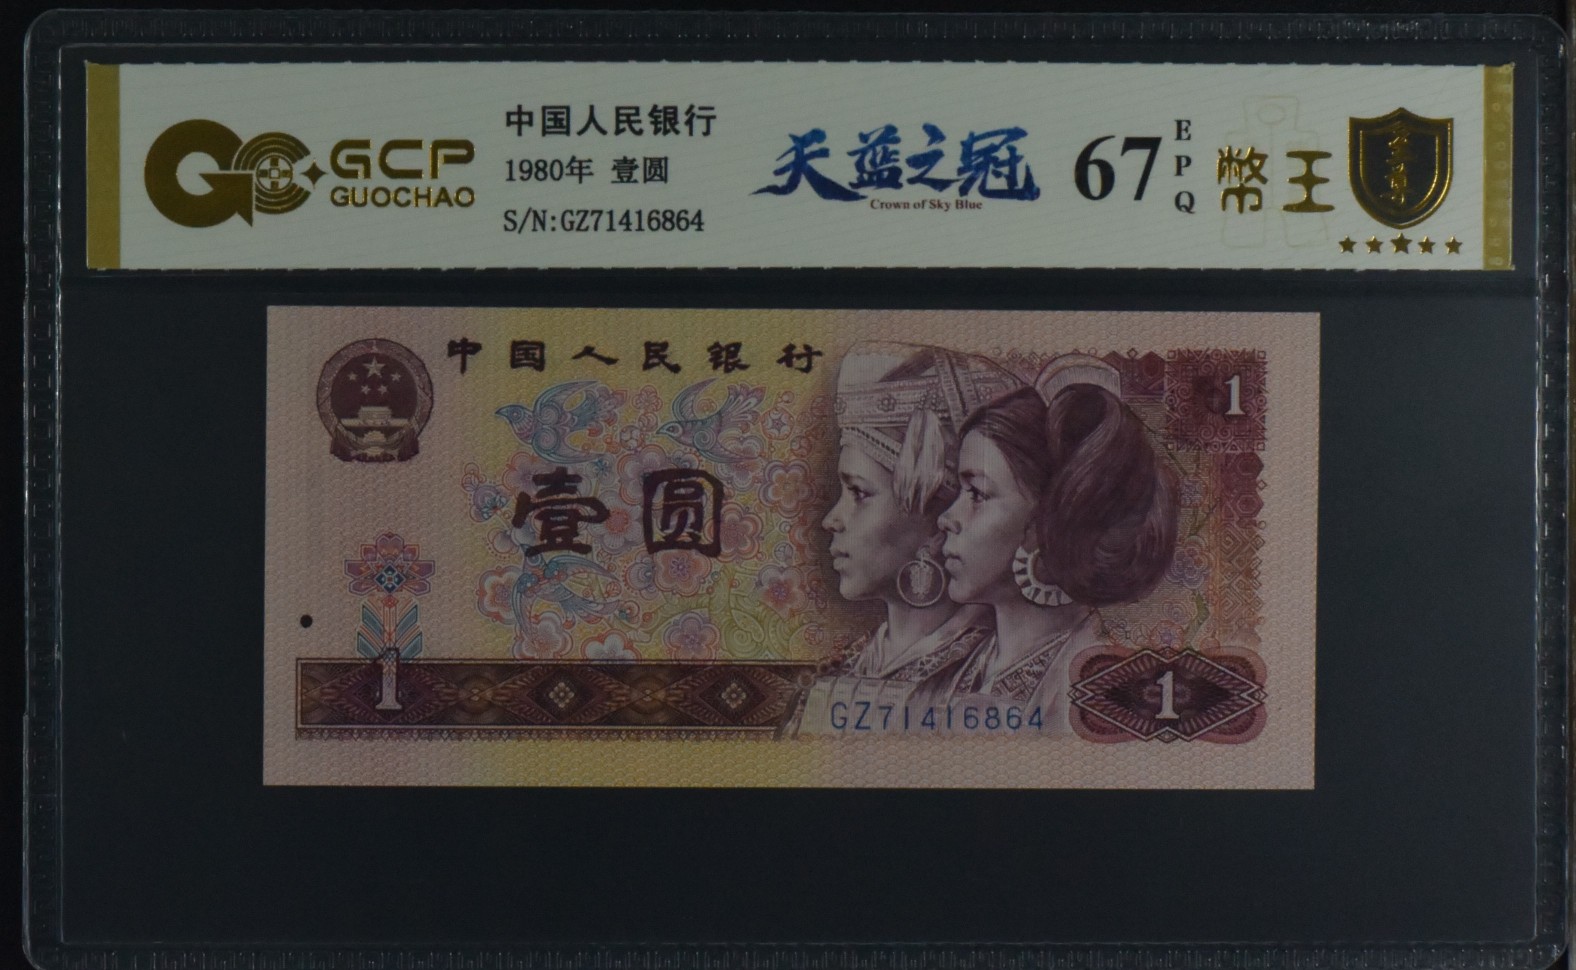 GCP
GUOCHAO
中国人民银行
1980年 壹圆
S/N:GZ71416864
天蓝之冠
Crown of Sky Blue
67
EPQ
幣王
中国人民银行
1
壹圆
1
GZ71416864
1